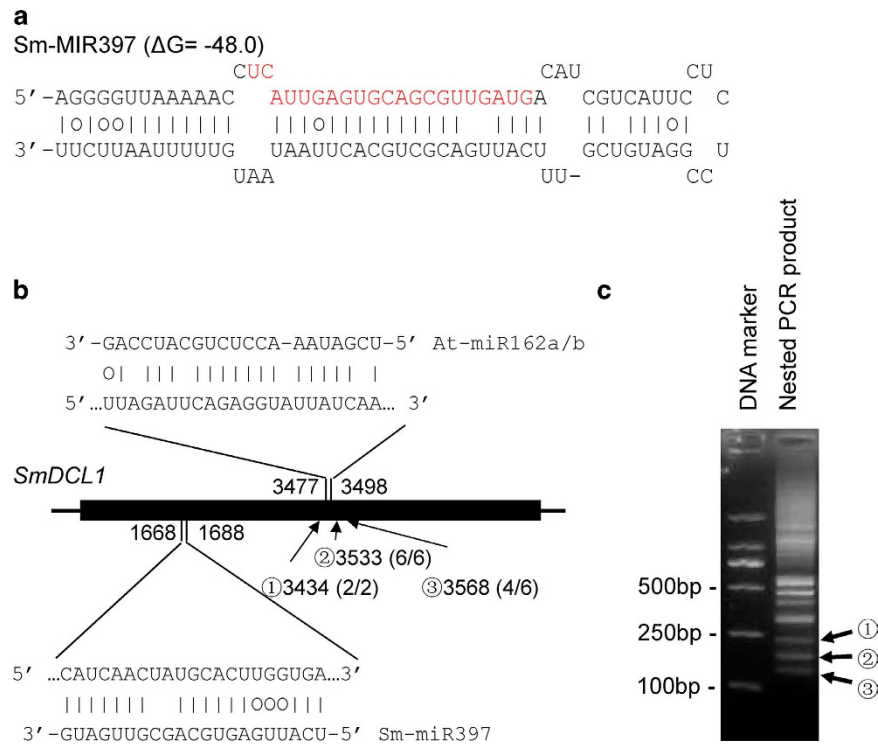 a
Sm-MIR397 (ΔG= -48.0)
CUC CAU CU
5′-AGGGGUUAAAAAC AUUGAGUGCAGCGUUGAUGA CGUCAUUC C
|O|OO|||||||| |||O|||||||||| |||| || |||O|
3′-UUCUUAAUUUUUG UAAUUCACGUCGCAGUUACU GCUGUAGG U
UAA UU- CC
b
3′-GACCUACGUCUCCA-AAUAGCU-5′ At-miR162a/b
O| ||| |||||||| ||||| |
5′…UUAGAUUCAGAGGUAUUAUCAA… 3′
SmDCL1
3477 3498
1668 1688
②3533 (6/6)
①3434 (2/2) ③3568 (4/6)
5′ …CAUCAACUAUGCACUUGGUGA…3′
||||||| ||||||OOO|||
3′-GUAGUUGCGACGUGAGUUACU-5′ Sm-miR397
c
DNA marker
Nested PCR product
500bp -
250bp -
100bp -
①
②
③